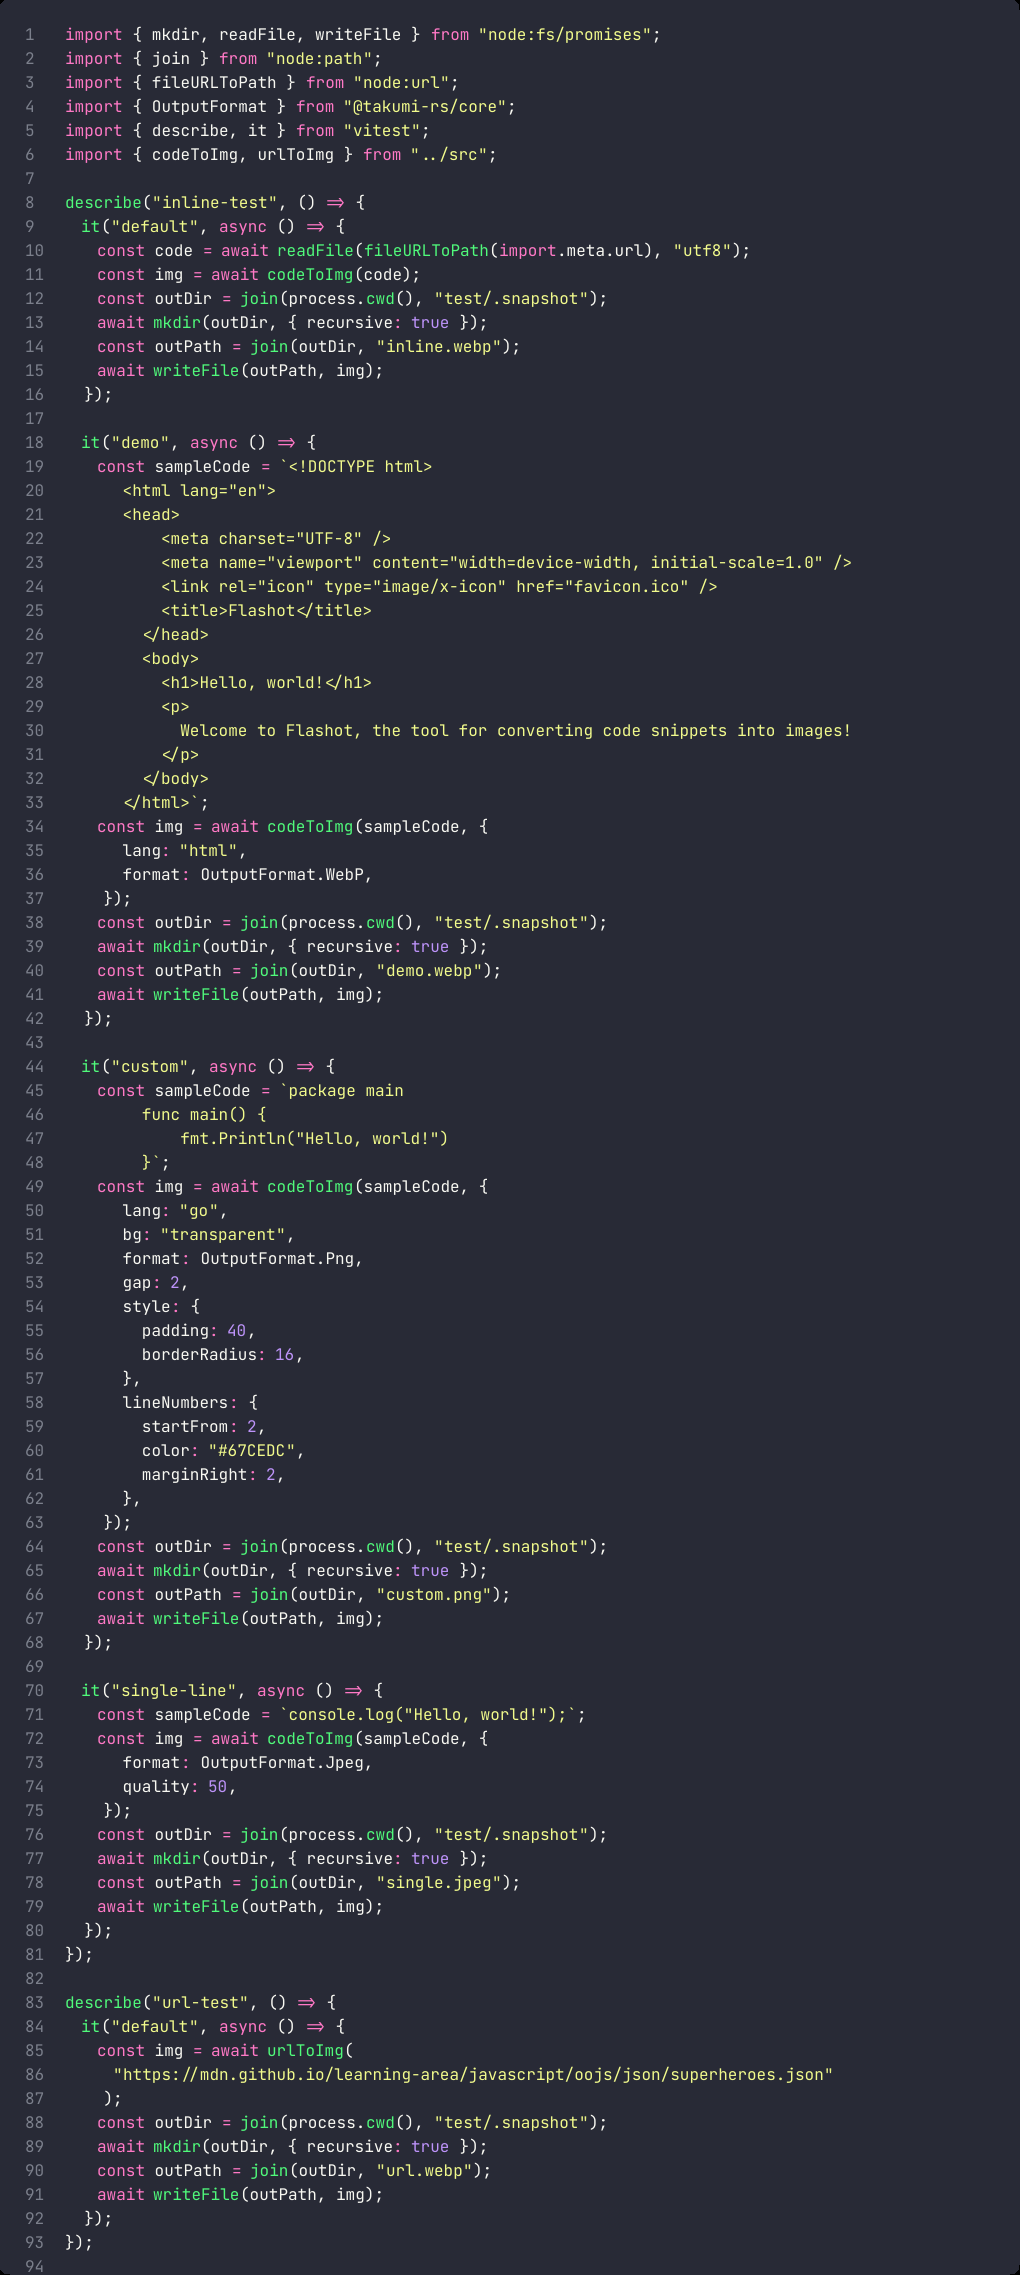 1 import { mkdir, readFile, writeFile } from "node:fs/promises";
2 import { join } from "node:path";
3 import { fileURLToPath } from "node:url";
4 import { OutputFormat } from "@takumi-rs/core";
5 import { describe, it } from "vitest";
6 import { codeToImg, urlToImg } from "../src";
7
8 describe("inline-test", () => {
9   it("default", async () => {
10     const code = await readFile(fileURLToPath(import.meta.url), "utf8");
11     const img = await codeToImg(code);
12     const outDir = join(process.cwd(), "test/.snapshot");
13     await mkdir(outDir, { recursive: true });
14     const outPath = join(outDir, "inline.webp");
15     await writeFile(outPath, img);
16   });
17
18   it("demo", async () => {
19     const sampleCode = `<!DOCTYPE html>
20       <html lang="en">
21       <head>
22           <meta charset="UTF-8" />
23           <meta name="viewport" content="width=device-width, initial-scale=1.0" />
24           <link rel="icon" type="image/x-icon" href="favicon.ico" />
25           <title>Flashot</title>
26         </head>
27         <body>
28           <h1>Hello, world!</h1>
29           <p>
30             Welcome to Flashot, the tool for converting code snippets into images!
31           </p>
32         </body>
33       </html>`;
34     const img = await codeToImg(sampleCode, {
35       lang: "html",
36       format: OutputFormat.WebP,
37     });
38     const outDir = join(process.cwd(), "test/.snapshot");
39     await mkdir(outDir, { recursive: true });
40     const outPath = join(outDir, "demo.webp");
41     await writeFile(outPath, img);
42   });
43
44   it("custom", async () => {
45     const sampleCode = `package main
46         func main() {
47             fmt.Println("Hello, world!")
48         }`;
49     const img = await codeToImg(sampleCode, {
50       lang: "go",
51       bg: "transparent",
52       format: OutputFormat.Png,
53       gap: 2,
54       style: {
55         padding: 40,
56         borderRadius: 16,
57       },
58       lineNumbers: {
59         startFrom: 2,
60         color: "#67CEDC",
61         marginRight: 2,
62       },
63     });
64     const outDir = join(process.cwd(), "test/.snapshot");
65     await mkdir(outDir, { recursive: true });
66     const outPath = join(outDir, "custom.png");
67     await writeFile(outPath, img);
68   });
69
70   it("single-line", async () => {
71     const sampleCode = `console.log("Hello, world!");`;
72     const img = await codeToImg(sampleCode, {
73       format: OutputFormat.Jpeg,
74       quality: 50,
75     });
76     const outDir = join(process.cwd(), "test/.snapshot");
77     await mkdir(outDir, { recursive: true });
78     const outPath = join(outDir, "single.jpeg");
79     await writeFile(outPath, img);
80   });
81 });
82
83 describe("url-test", () => {
84   it("default", async () => {
85     const img = await urlToImg(
86       "https://mdn.github.io/learning-area/javascript/oojs/json/superheroes.json"
87     );
88     const outDir = join(process.cwd(), "test/.snapshot");
89     await mkdir(outDir, { recursive: true });
90     const outPath = join(outDir, "url.webp");
91     await writeFile(outPath, img);
92   });
93 });
94